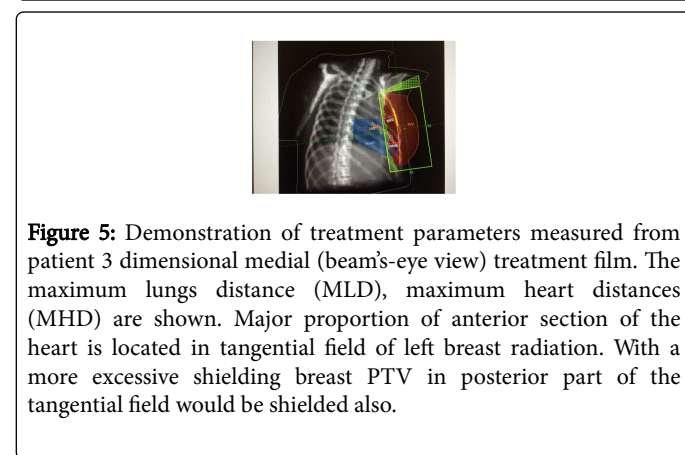 PTV
Figure 5: Demonstration of treatment parameters measured from
patient 3 dimensional medial (beam's-eye view) treatment film. The
maximum lungs distance (MLD), maximum heart distances
(MHD) are shown. Major proportion of anterior section of the
heart is located in tangential field of left breast radiation. With a
more excessive shielding breast PTV in posterior part of the
tangential field would be shielded also.